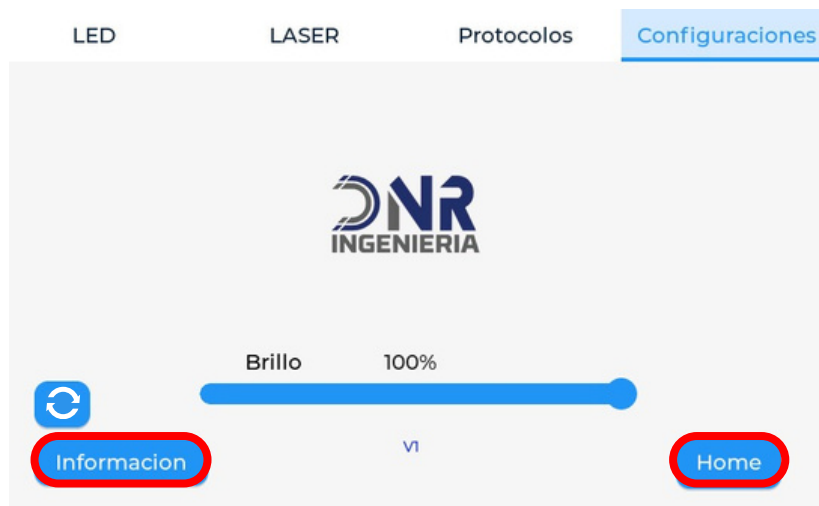 LED LASER Protocolos Configuraciones
DNR
INGENIERIA
Brillo 100%
V1
Informacion Home